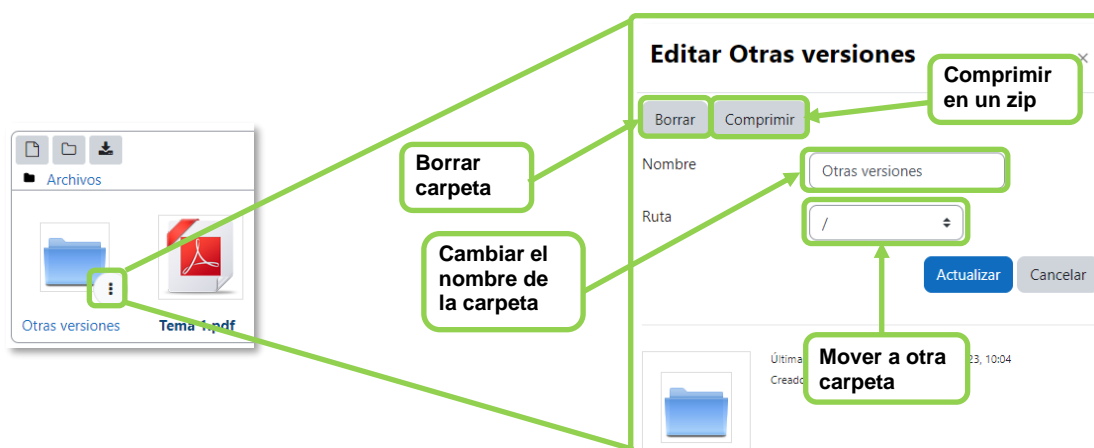 Archivos
Otras versiones
Tema 1.pdf
Editar Otras versiones
×
Comprimir
en un zip
Borrar
Comprimir
Borrar
carpeta
Nombre
Otras versiones
Ruta
/
Cambiar el
nombre de
la carpeta
Actualizar
Cancelar
Mover a otra
carpeta
Última
23, 10:04